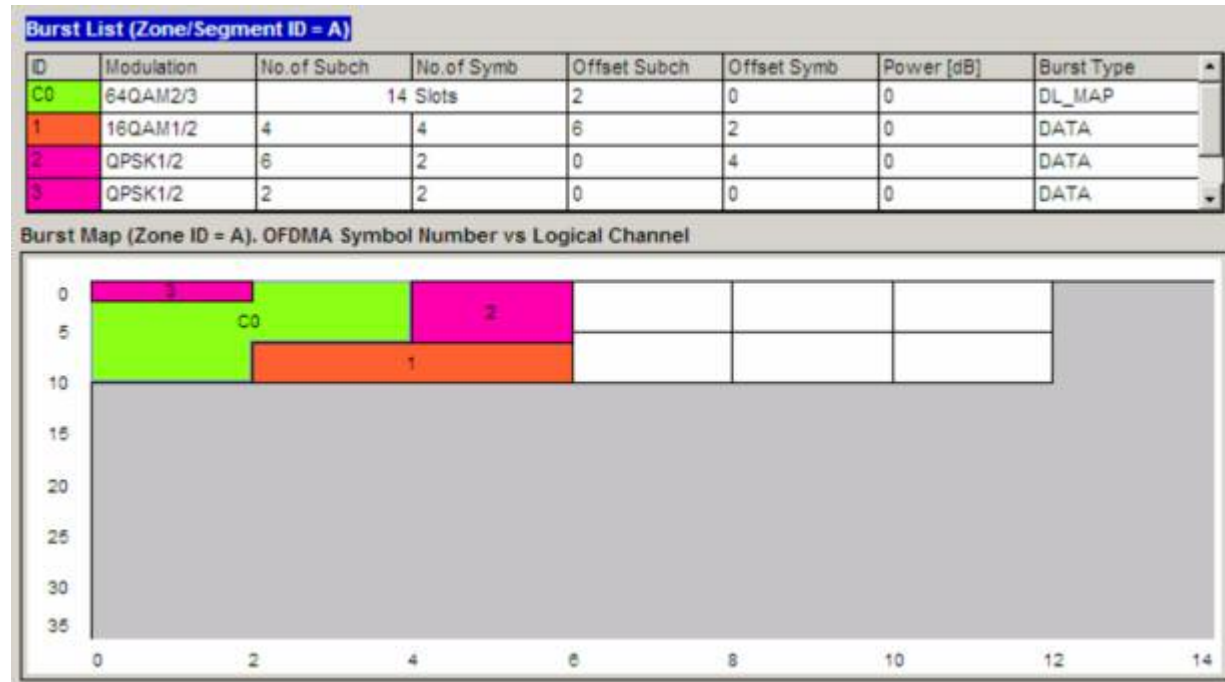 Burst List (Zone/Segment ID = A)
ID Modulation No.of Subch No.of Symb Offset Subch Offset Symb Power [dB] Burst Type
C0 64QAM2/3 14 Slots 2 0 0 DL_MAP
1 16QAM1/2 4 4 6 2 0 DATA
2 QPSK1/2 6 2 0 4 0 DATA
3 QPSK1/2 2 2 0 0 0 DATA
Burst Map (Zone ID = A). OFDMA Symbol Number vs Logical Channel
0 3
C0 2
5
1
10
15
20
25
30
35
0 2 4 6 8 10 12 14